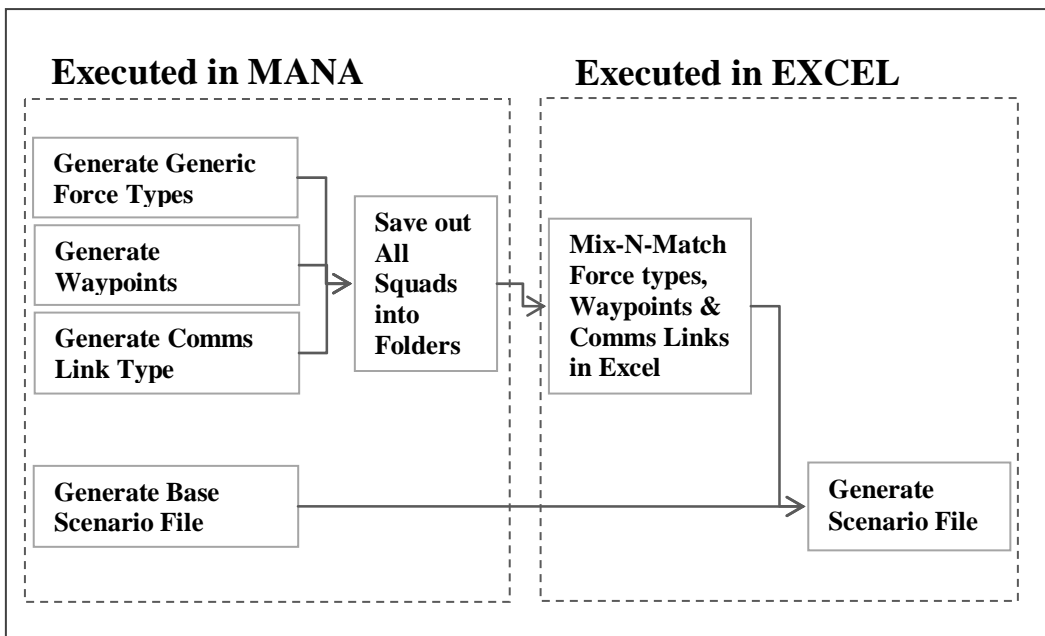 Executed in MANA
Executed in EXCEL
Generate Generic
Force Types
Generate
Waypoints
Generate Comms
Link Type
Save out
All
Squads
into
Folders
Mix-N-Match
Force types,
Waypoints &
Comms Links
in Excel
Generate Base
Scenario File
Generate
Scenario File